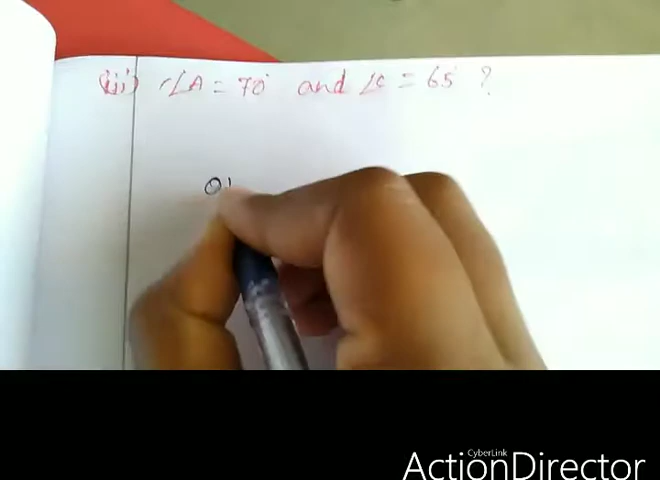 (iii) ∠A = 70° and ∠C = 65° ?
CyberLink
ActionDirector